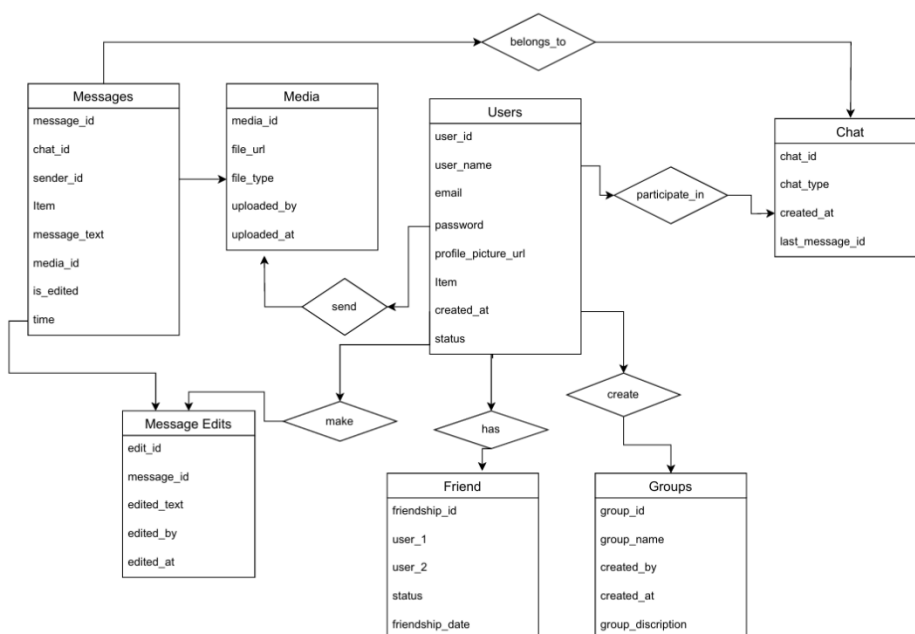 belongs_to
Messages
message_id
chat_id
sender_id
Item
message_text
media_id
is_edited
time
Media
media_id
file_url
file_type
uploaded_by
uploaded_at
Users
user_id
user_name
email
password
profile_picture_url
Item
created_at
status
participate_in
Chat
chat_id
chat_type
created_at
last_message_id
send
make
has
create
Message Edits
edit_id
message_id
edited_text
edited_by
edited_at
Friend
friendship_id
user_1
user_2
status
friendship_date
Groups
group_id
group_name
created_by
created_at
group_discription